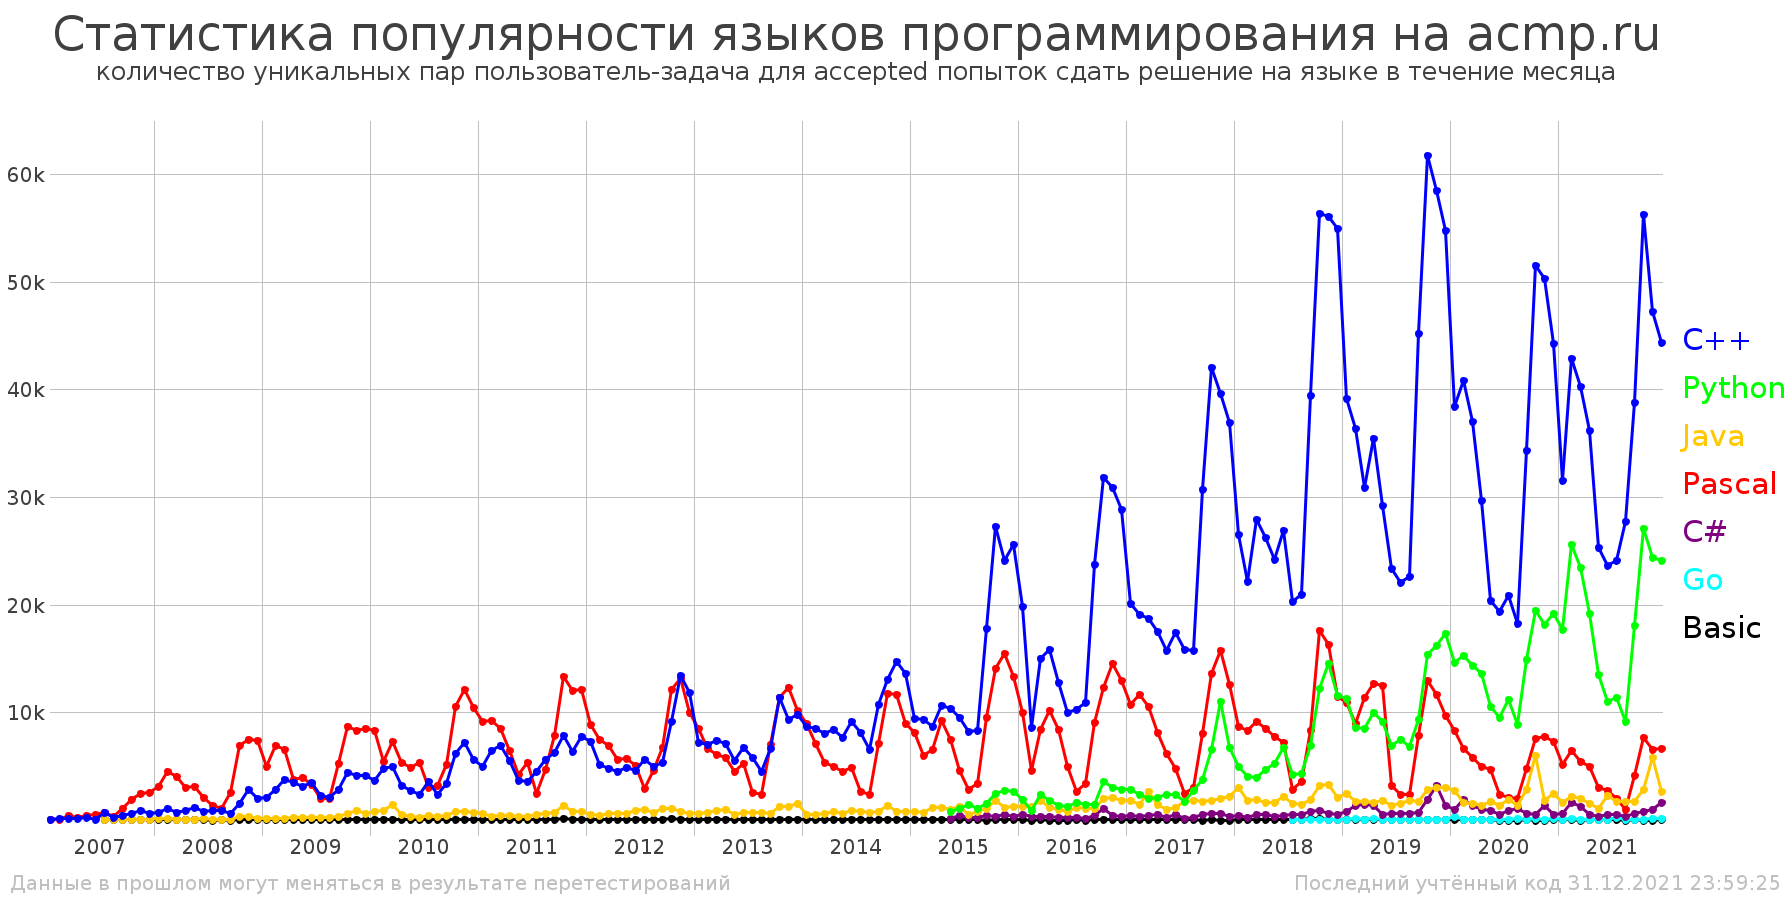 Статистика популярности языков программирования на acmp.ru
количество уникальных пар пользователь-задача для accepted попыток сдать решение на языке в течение месяца
60k
50k
40k
30k
20k
10k
C++
Python
Java
Pascal
C#
Go
Basic
2007 2008 2009 2010 2011 2012 2013 2014 2015 2016 2017 2018 2019 2020 2021
Данные в прошлом могут меняться в результате перетестирований
Последний учтённый код 31.12.2021 23:59:25